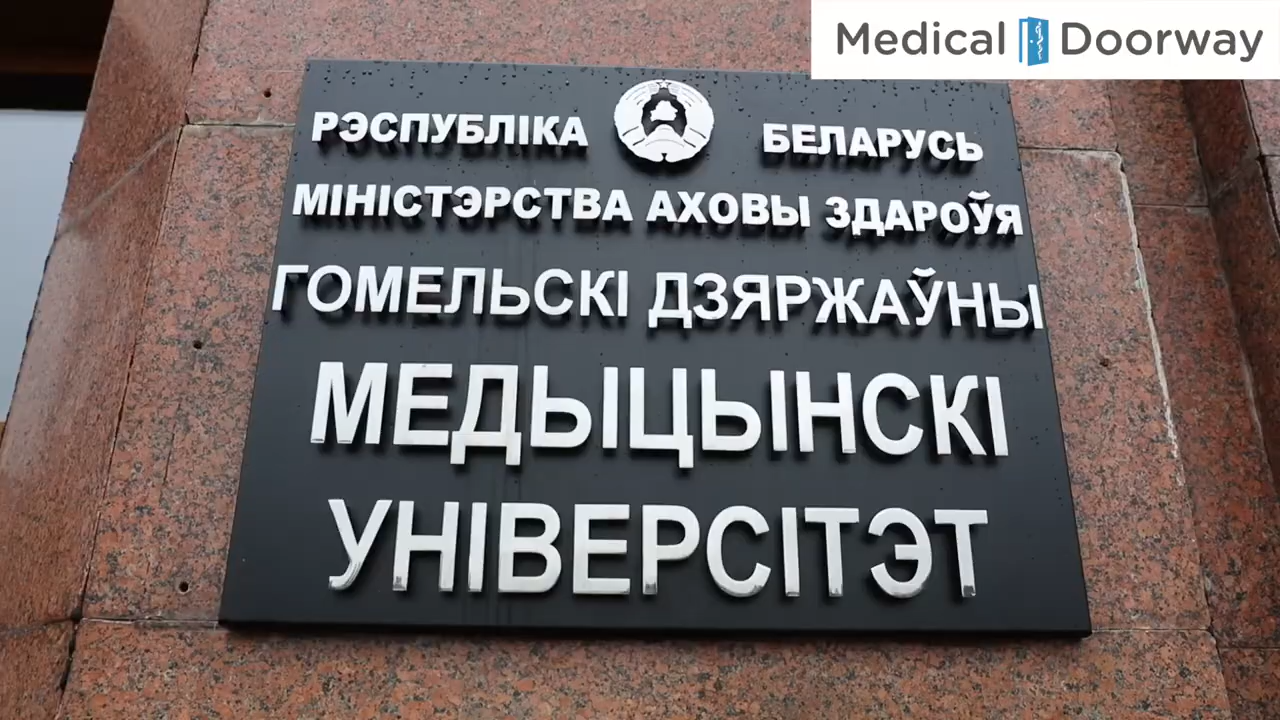 Medical Doorway
РЭСПУБЛІКА БЕЛАРУСЬ
МІНІСТЭРСТВА АХОВЫ ЗДАРОЎЯ
ГОМЕЛЬСКІ ДЗЯРЖАЎНЫ
МЕДЫЦЫНСКІ
УНІВЕРСІТЭТ